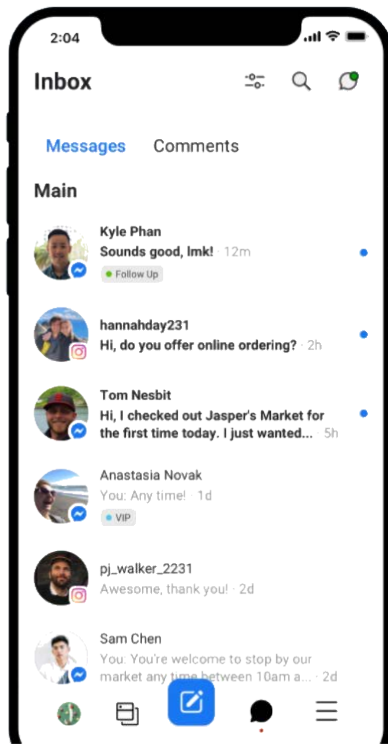 2:04
Inbox
Messages Comments
Main
Kyle Phan
Sounds good, lmk! · 12m
Follow Up
hannahday231
Hi, do you offer online ordering? · 2h
Tom Nesbit
Hi, I checked out Jasper's Market for
the first time today. I just wanted... · 5h
Anastasia Novak
You: Any time! · 1d
VIP
pj_walker_2231
Awesome, thank you! · 2d
Sam Chen
You: You're welcome to stop by our
market any time between 10am a... · 2d